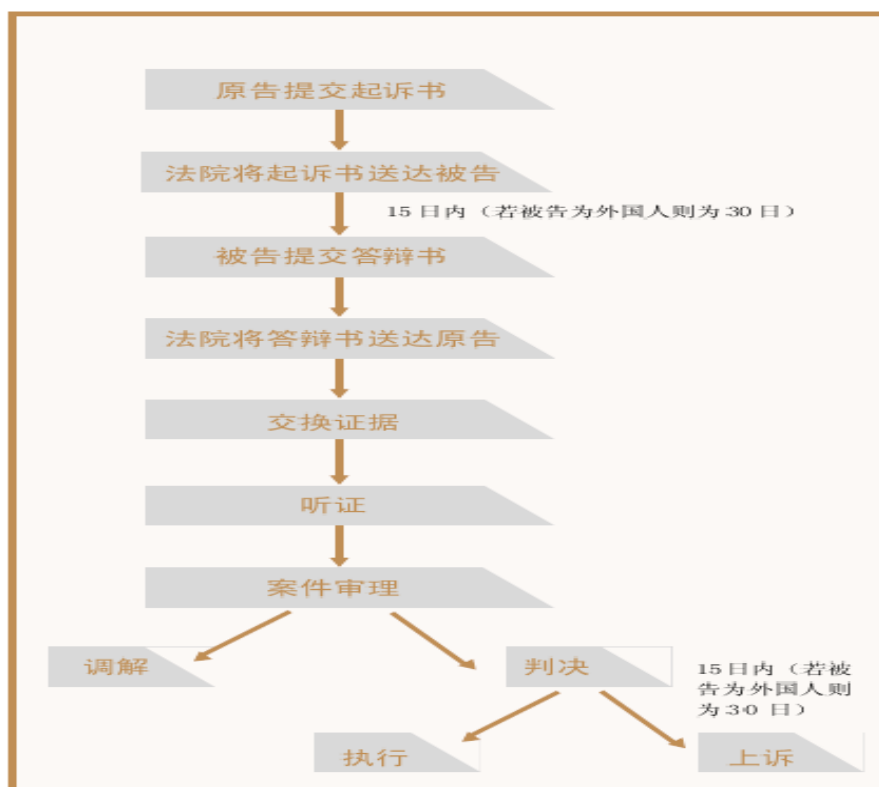 原告提交起诉书
法院将起诉书送达被告
15日内（若被告为外国人则为30日）
被告提交答辩书
法院将答辩书送达原告
交换证据
听证
案件审理
调解
判决
15日内（若被
告为外国人则
为30 日）
执行
上诉